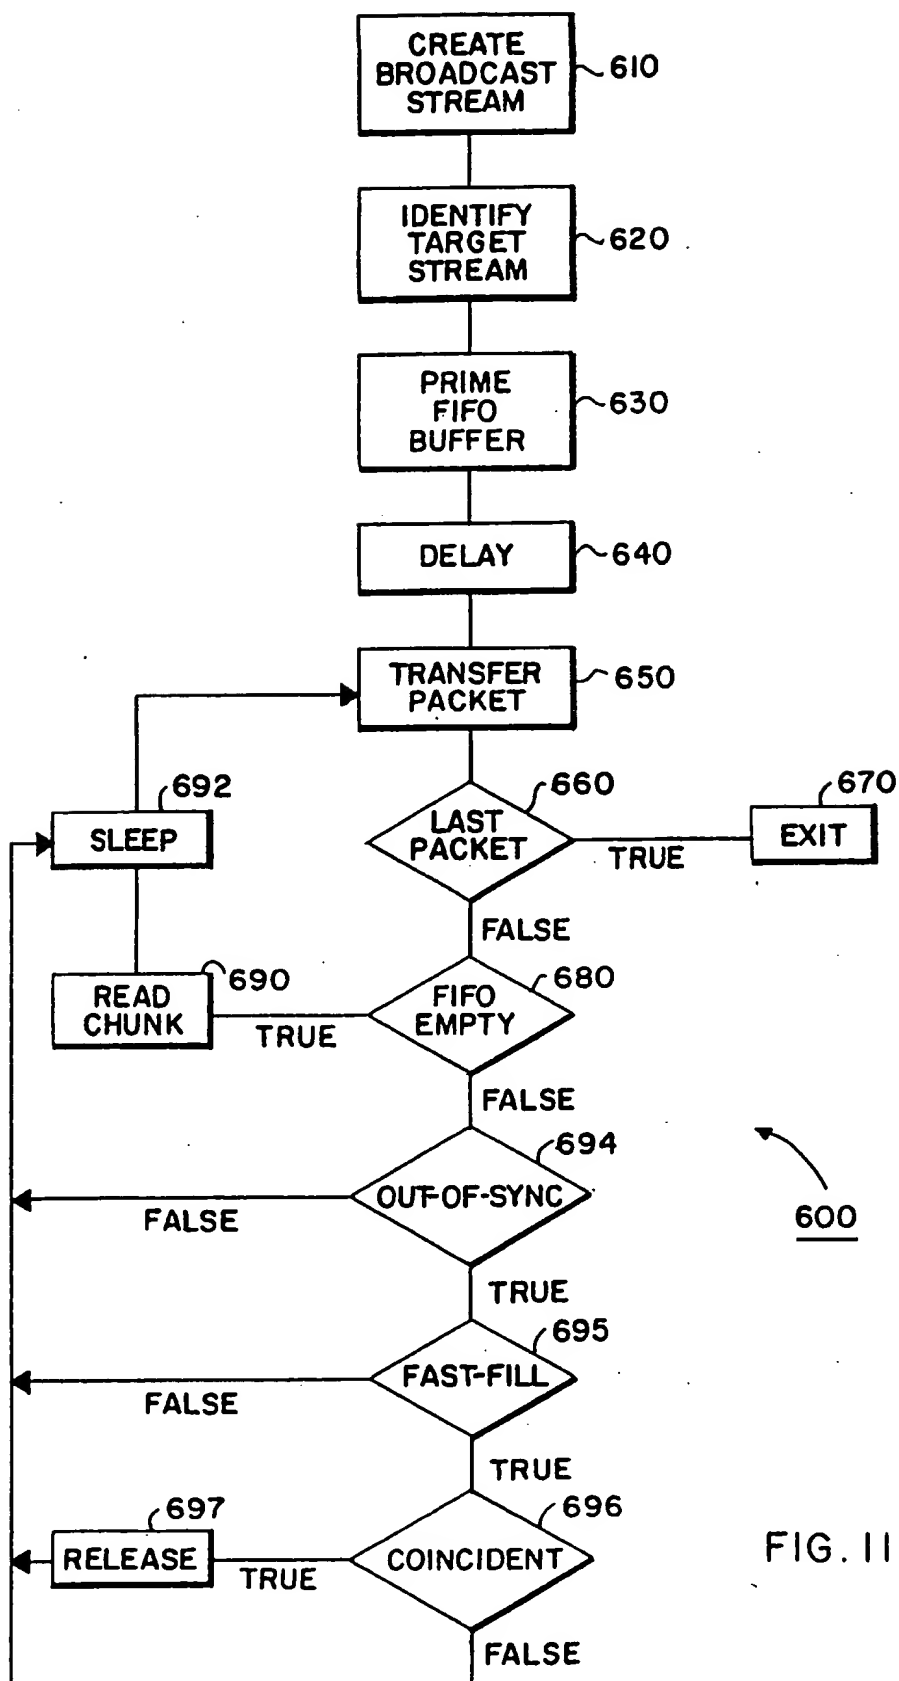 CREATE
BROADCAST
STREAM
610
IDENTIFY
TARGET
STREAM
620
PRIME
FIFO
BUFFER
630
DELAY
640
TRANSFER
PACKET
650
692
SLEEP
660
LAST
PACKET
TRUE
670
EXIT
FALSE
690
READ
CHUNK
TRUE
680
FIFO
EMPTY
FALSE
694
OUT-OF-SYNC
FALSE
600
TRUE
695
FAST-FILL
FALSE
TRUE
697
RELEASE
TRUE
696
COINCIDENT
FIG. 11
FALSE